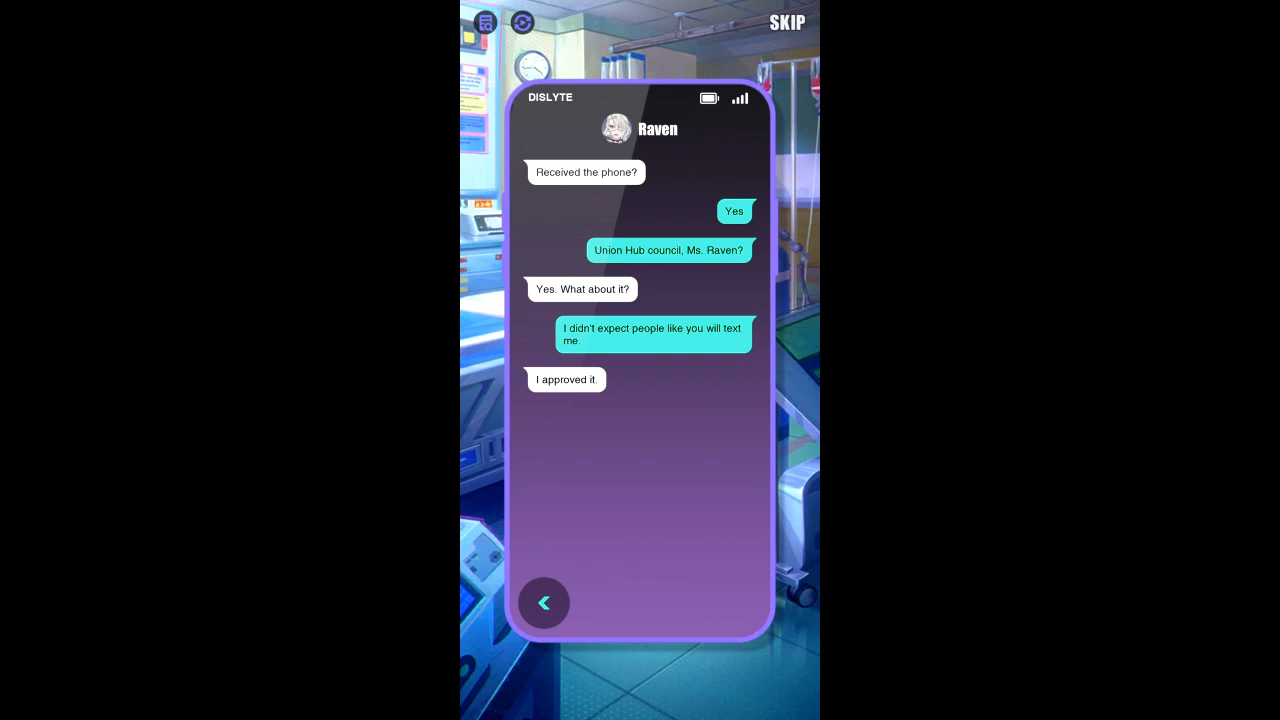 SKIP
DISLYTE
Raven
Received the phone?
Yes
Union Hub council, Ms. Raven?
Yes. What about it?
I didn't expect people like you will text
me.
I approved it.